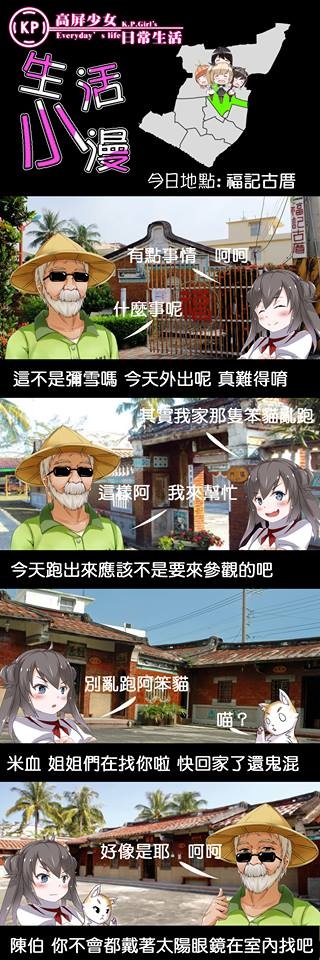 KP
高屏少女 K.P.Girl's
Everyday's life 日常生活
生活
小漫
今日地點: 福記古厝
福記古厝
有點事情 呵呵
什麼事呢
這不是彌雪嗎 今天外出呢 真難得唷
其實我家那隻笨貓亂跑
這樣阿 我來幫忙
今天跑出來應該不是要來參觀的吧
別亂跑阿笨貓
喵?
米血 姐姐們在找你啦 快回家了還鬼混
好像是耶.. 呵呵
陳伯 你不會都戴著太陽眼鏡在室內找吧